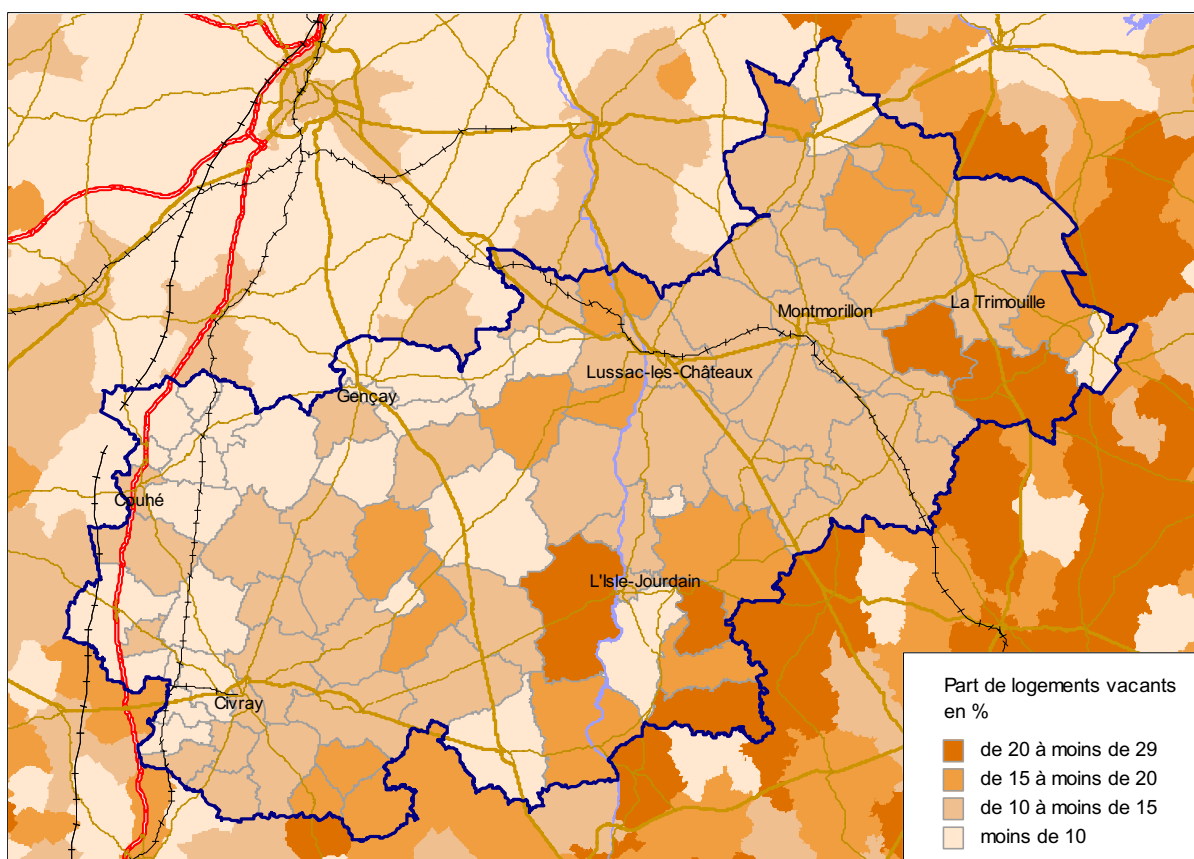 Montmorillon
La Trimouille
Lussac-les-Châteaux
Gençay
Couhé
L'Isle-Jourdain
Civray
Part de logements vacants
en %
de 20 à moins de 29
de 15 à moins de 20
de 10 à moins de 15
moins de 10